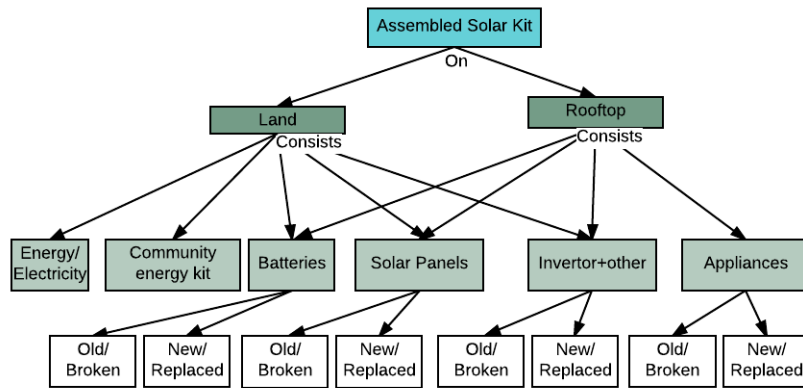 Assembled Solar Kit
On
Land
Rooftop
Consists
Consists
Energy/
Electricity
Community
energy kit
Batteries
Solar Panels
Invertor+other
Appliances
Old/
Broken
New/
Replaced
Old/
Broken
New/
Replaced
Old/
Broken
New/
Replaced
Old/
Broken
New/
Replaced